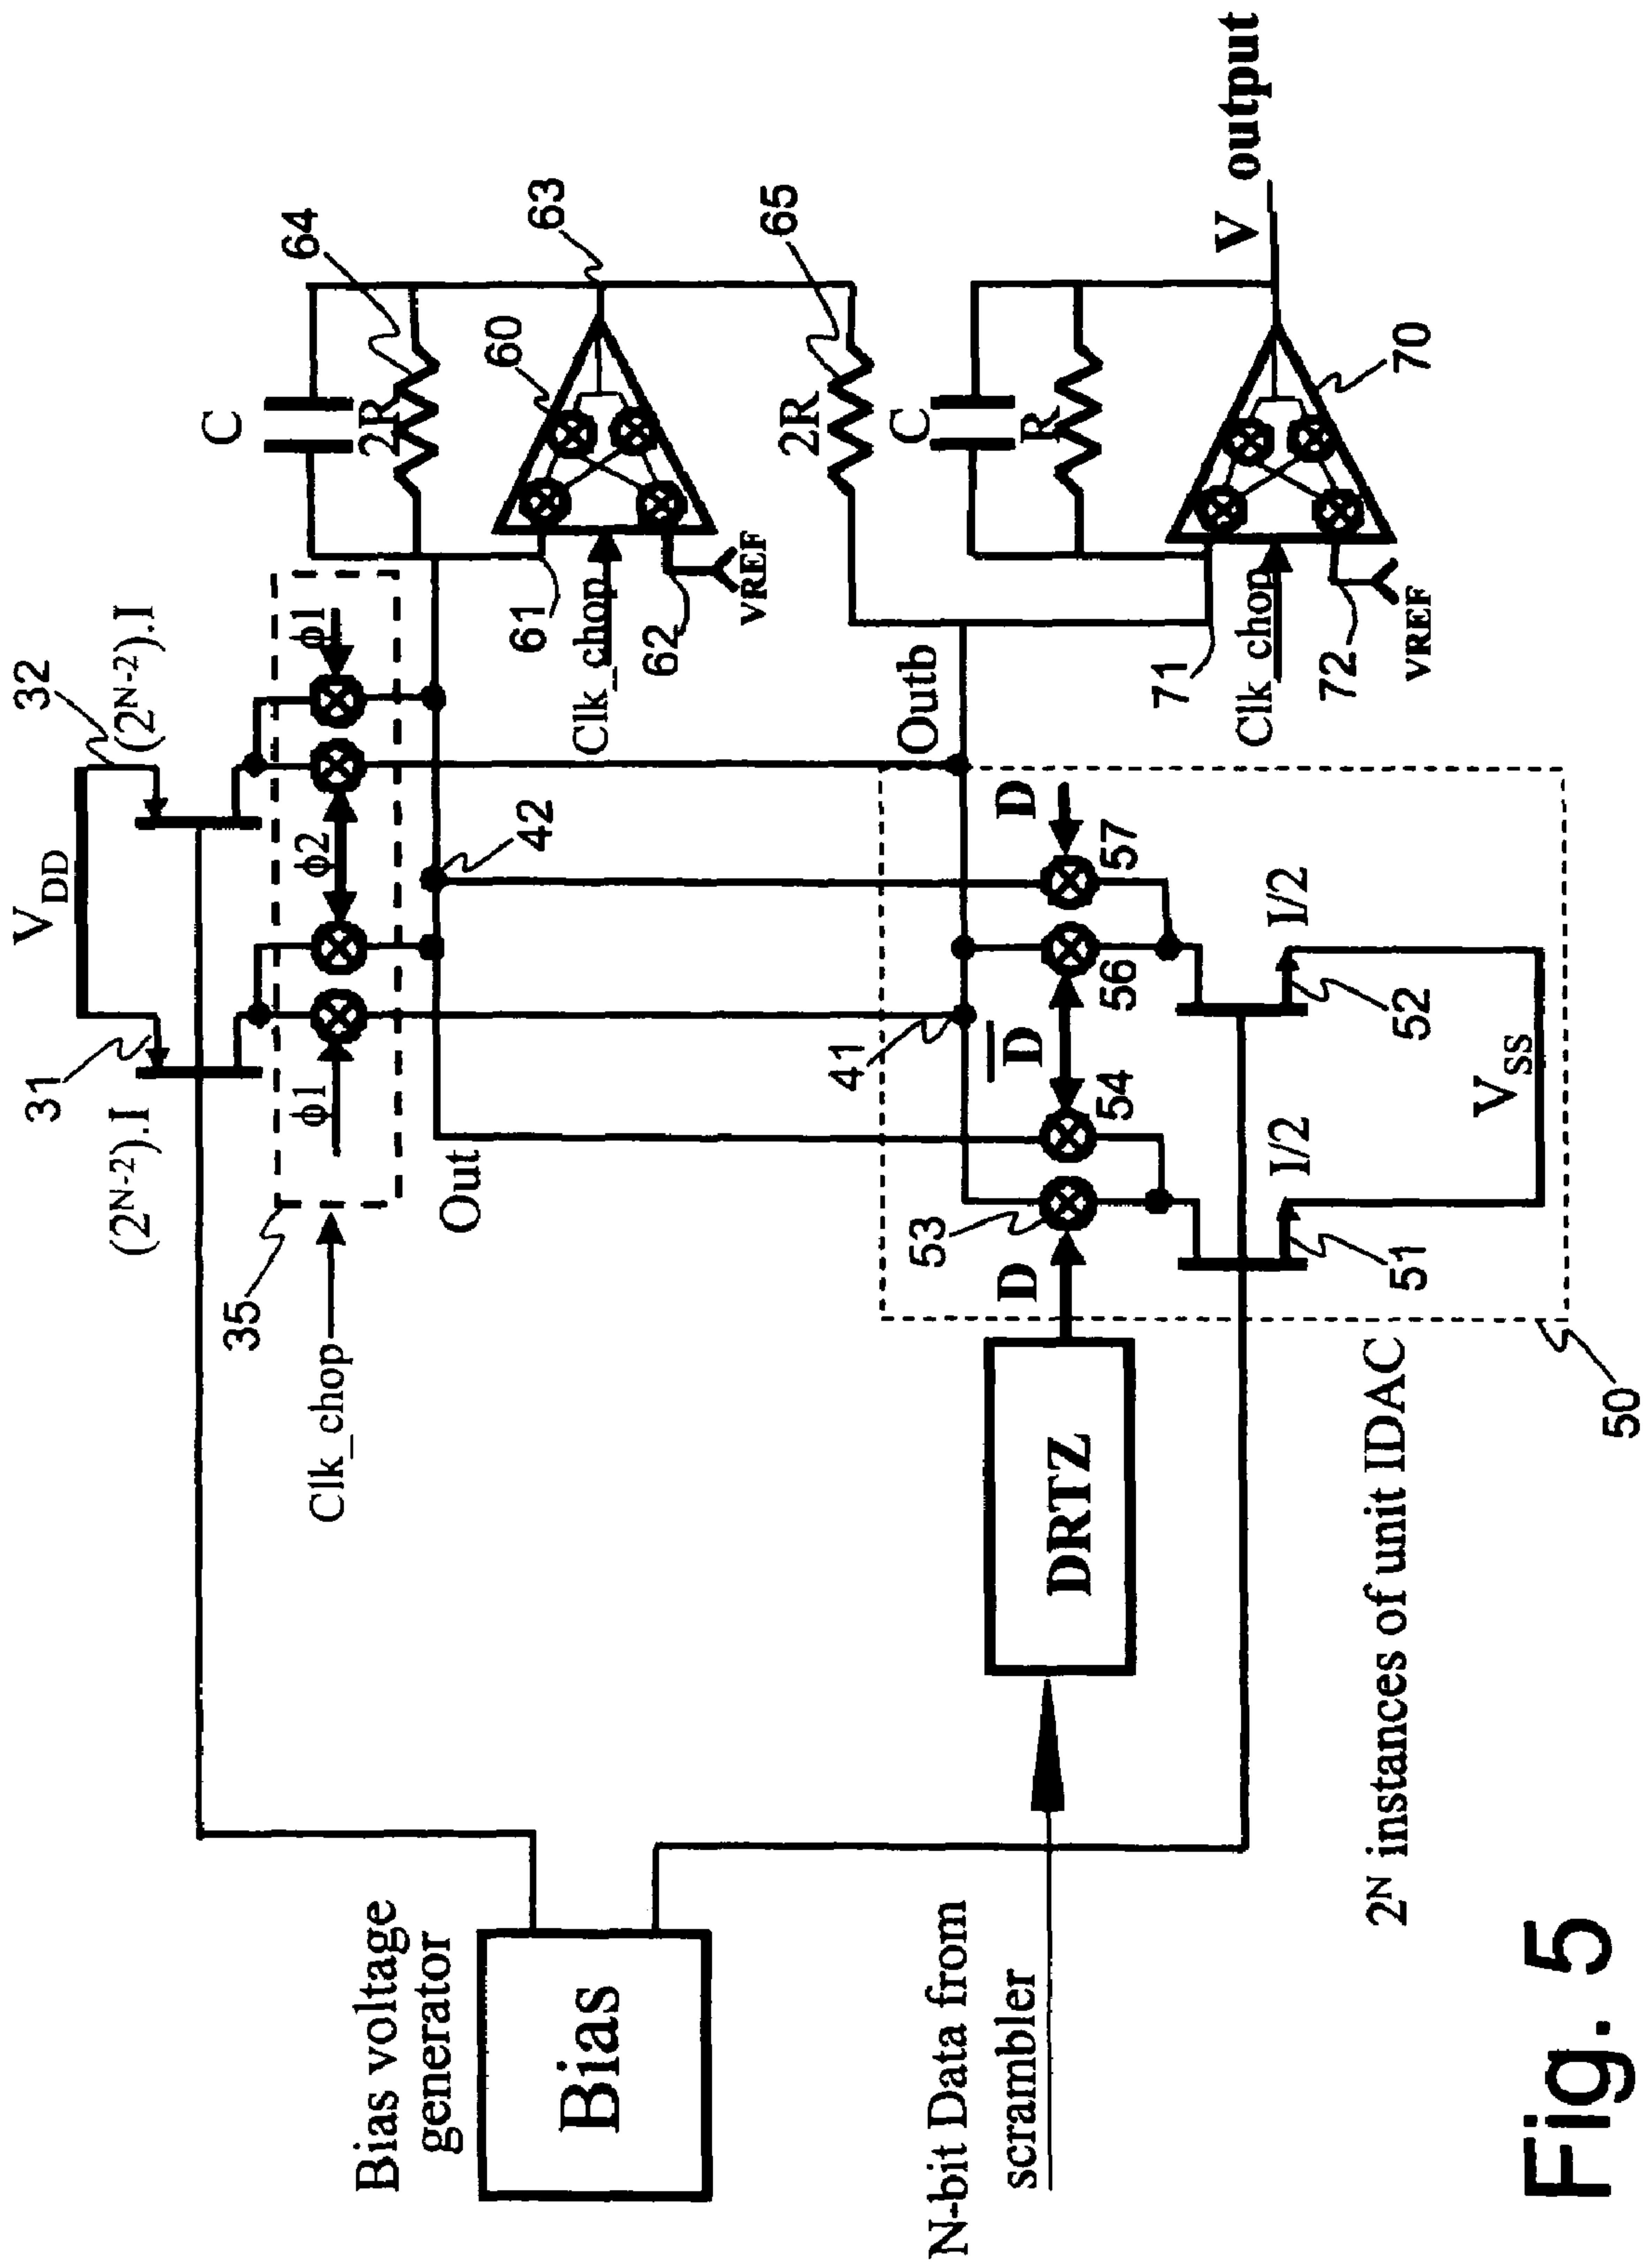 V_DD
31
32
(2^{N-2}).I
(2^{N-2}).I
35
Clk_chop
ϕ1
ϕ2
ϕ1
Out
42
41
Outb
C
2R
64
60
63
61
62
Clk_chop
VREF
2R
65
C
R
70
71
72
Clk_chop
VREF
V output
Bias voltage
generator
Bias
N-bit Data from
scrambler
DRTZ
D
D̅
D
53
54
56
57
I/2
I/2
51
52
V_SS
50
2^N instances of unit IDAC
Fig. 5